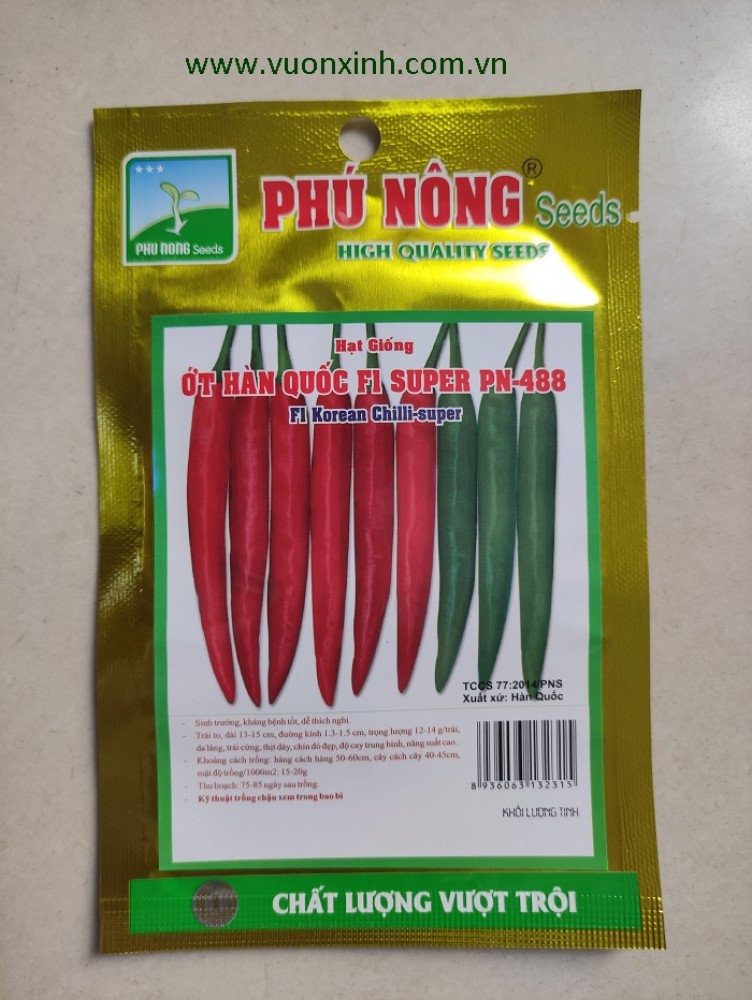 www.vuonxinh.com.vn
PHÚ NÔNG® Seeds
HIGH QUALITY SEEDS
PHU NONG Seeds
Hạt Giống
ỚT HÀN QUỐC F1 SUPER PN-488
F1 Korean Chilli-super
TCCS 77:2014/PNS
Xuất xứ: Hàn Quốc
- Sinh trưởng, kháng bệnh tốt, dễ thích nghi.
- Trái to, dài 13-15 cm, đường kính 1.3-1.5 cm, trọng lượng 12-14 g/trái,
da láng, trái cứng, thịt dày, chín đỏ đẹp, độ cay trung bình, năng suất cao.
- Khoảng cách trồng: hàng cách hàng 50-60cm, cây cách cây 40-45cm,
mật độ trồng/1000m2: 15-20g
- Thu hoạch: 75-85 ngày sau trồng.
- Kỹ thuật trồng chậu xem trong bao bì
8 936063 132315
KHỐI LƯỢNG TỊNH
CHẤT LƯỢNG VƯỢT TRỘI